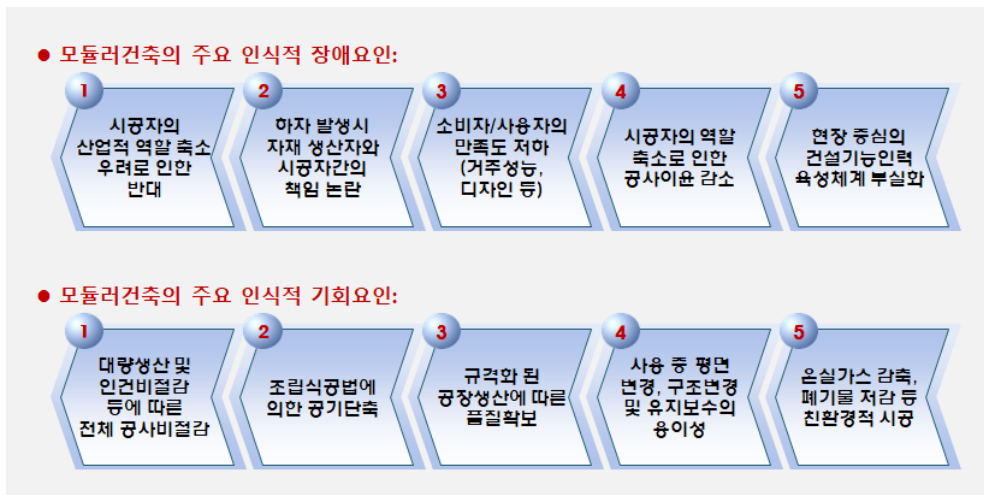 ● 모듈러건축의 주요 인식적 장애요인:
1
시공자의
산업적 역할 축소
우려로 인한
반대
2
하자 발생시
자재 생산자와
시공자간의
책임 논란
3
소비자/사용자의
만족도 저하
(거주성능,
디자인 등)
4
시공자의 역할
축소로 인한
공사이윤 감소
5
현장 중심의
건설기능인력
육성체계 부실화
● 모듈러건축의 주요 인식적 기회요인:
1
대량생산 및
인건비절감
등에 따른
전체 공사비절감
2
조립식공법에
의한 공기단축
3
규격화 된
공장생산에 따른
품질확보
4
사용 중 평면
변경, 구조변경
및 유지보수의
용이성
5
온실가스 감축,
폐기물 저감 등
친환경적 시공